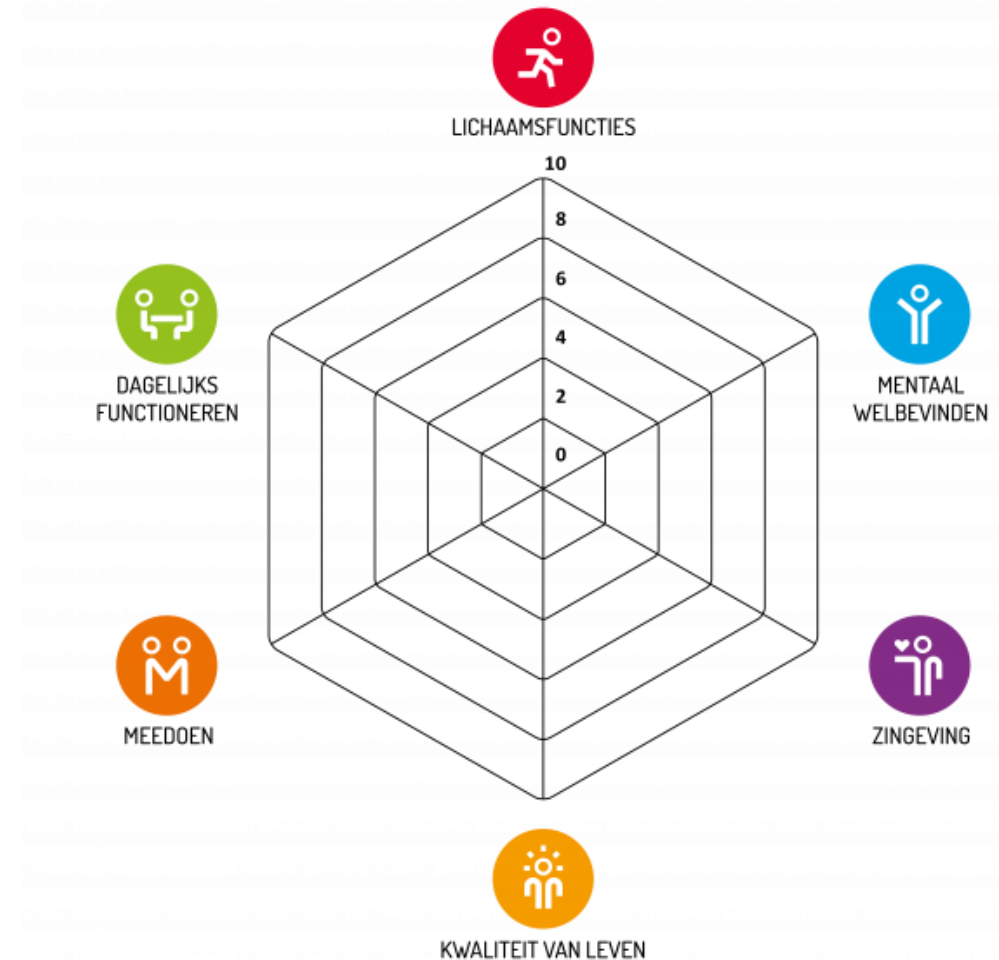 LICHAAMSFUNCTIES
10
8
6
4
2
0
DAGELIJKS
FUNCTIONEREN
MENTAAL
WELBEVINDEN
MEEDOEN
ZINGEVING
KWALITEIT VAN LEVEN